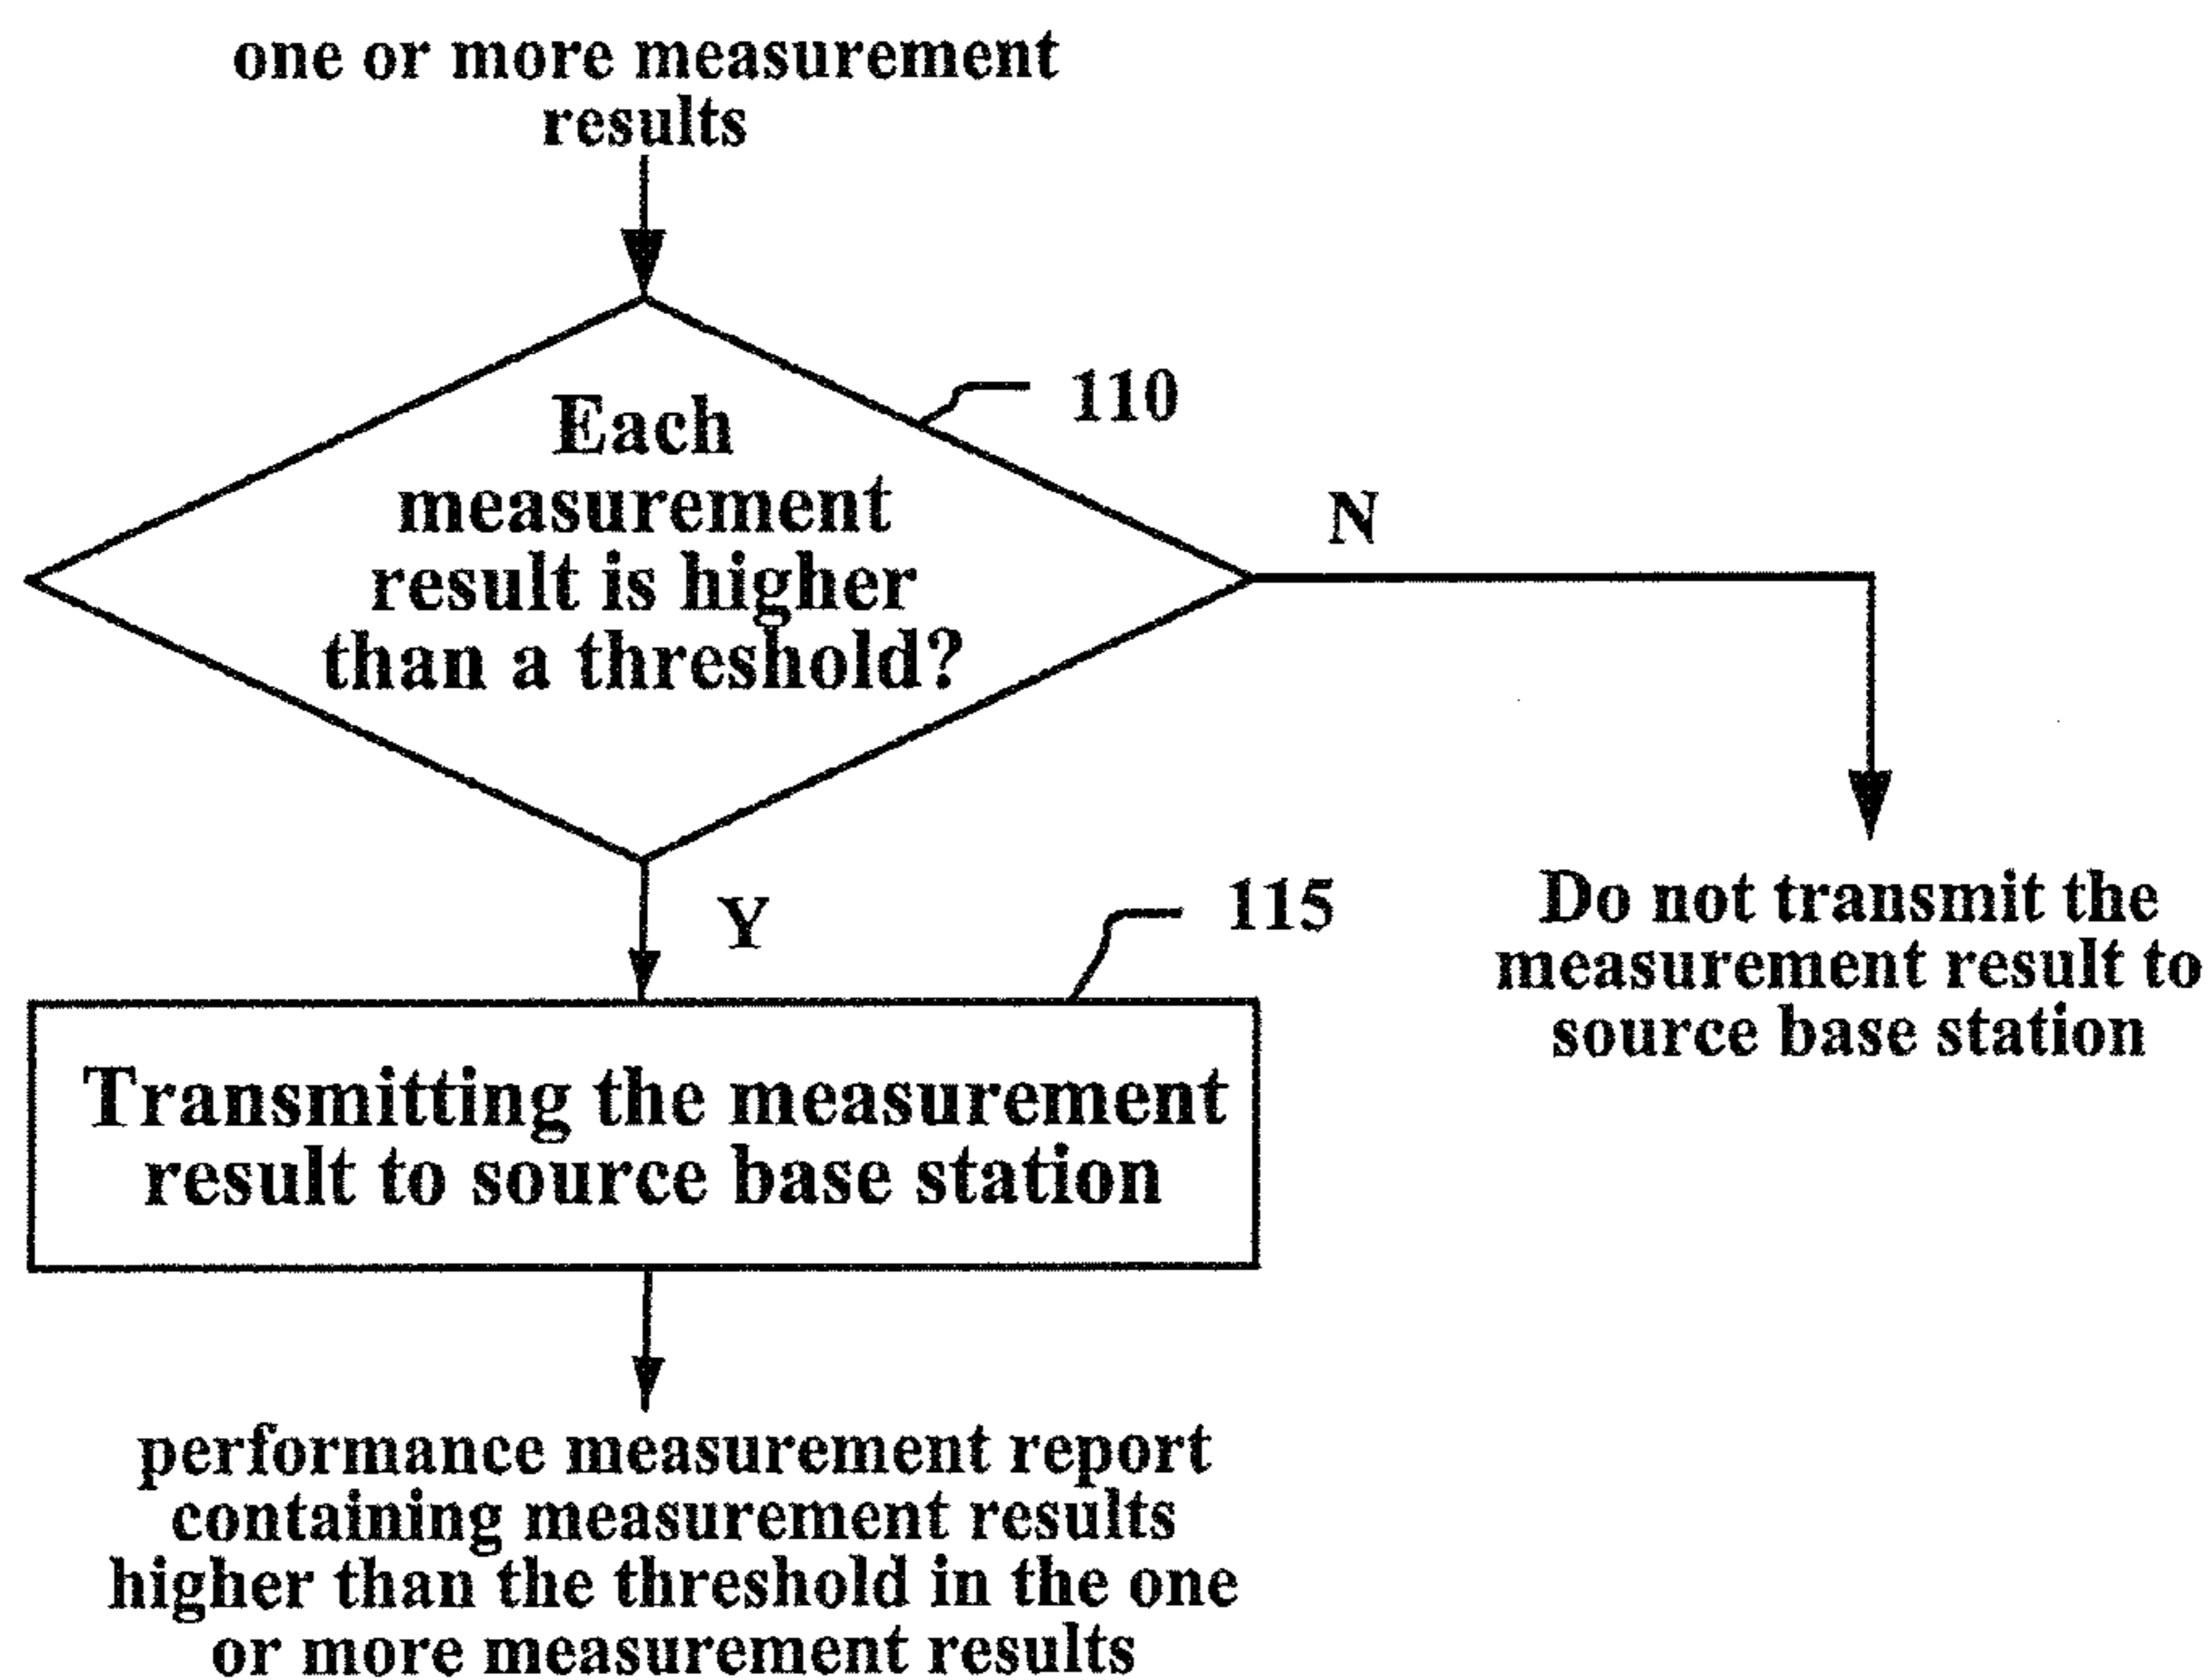 one or more measurement
results
110
Each
measurement
result is higher
than a threshold?
N
Y
115
Do not transmit the
measurement result to
source base station
Transmitting the measurement
result to source base station
performance measurement report
containing measurement results
higher than the threshold in the one
or more measurement results